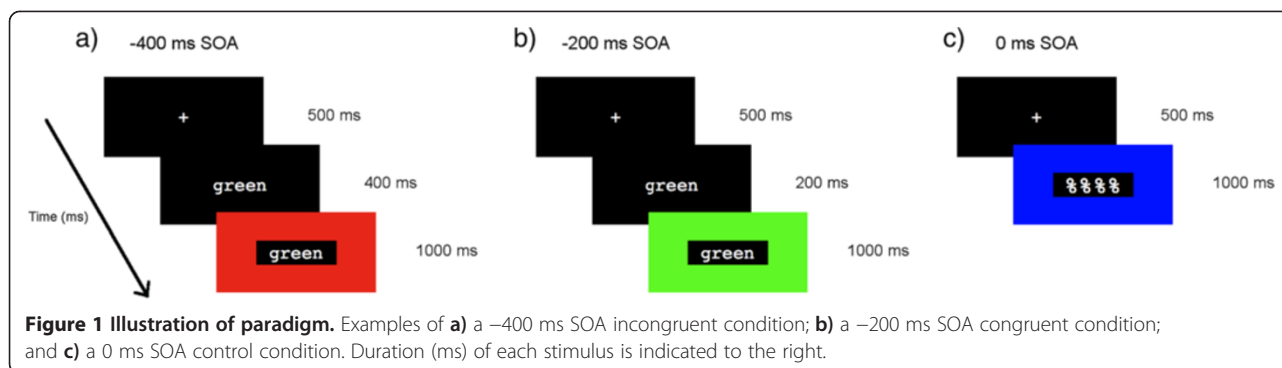 a) -400 ms SOA
b) -200 ms SOA
c) 0 ms SOA
+ 500 ms
+ 500 ms
+ 500 ms
green 400 ms
green 200 ms
%%%% 1000 ms
Time (ms)
green 1000 ms
green 1000 ms
Figure 1 Illustration of paradigm. Examples of a) a −400 ms SOA incongruent condition; b) a −200 ms SOA congruent condition;
and c) a 0 ms SOA control condition. Duration (ms) of each stimulus is indicated to the right.